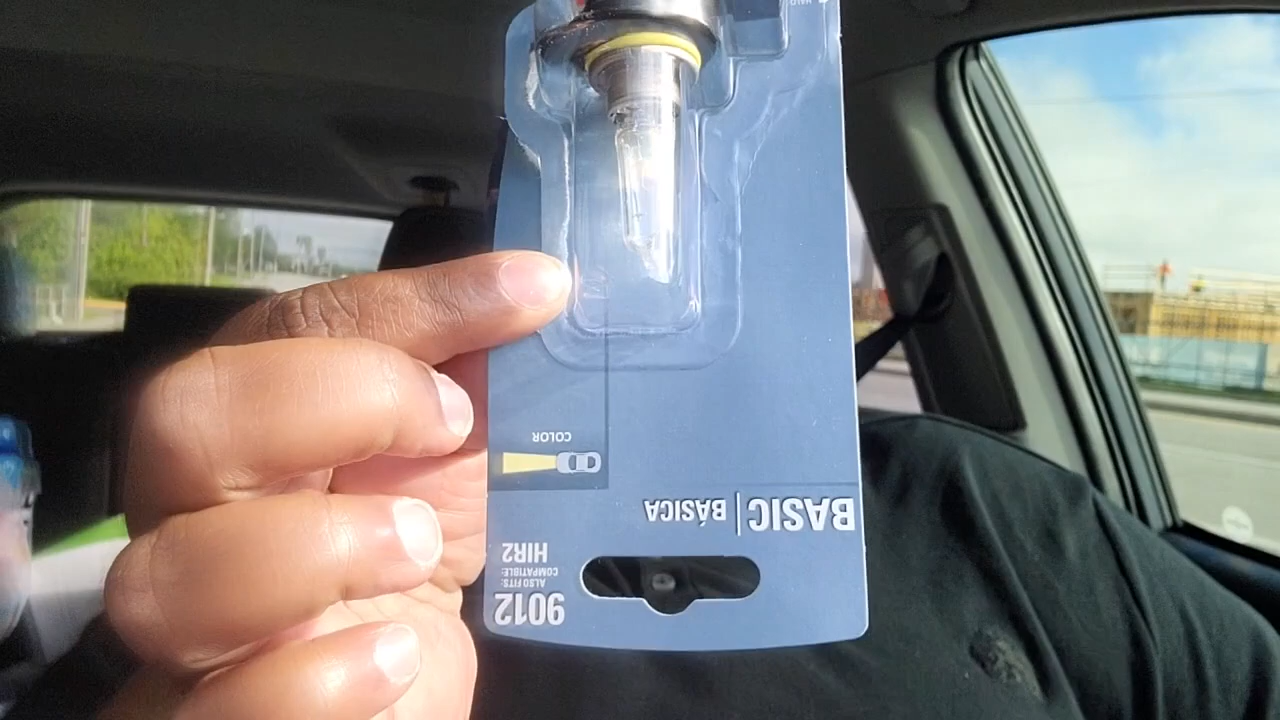 9012
ALSO FITS:
COMPATIBLE:
HIR2
BASIC | BÁSICA
COLOR